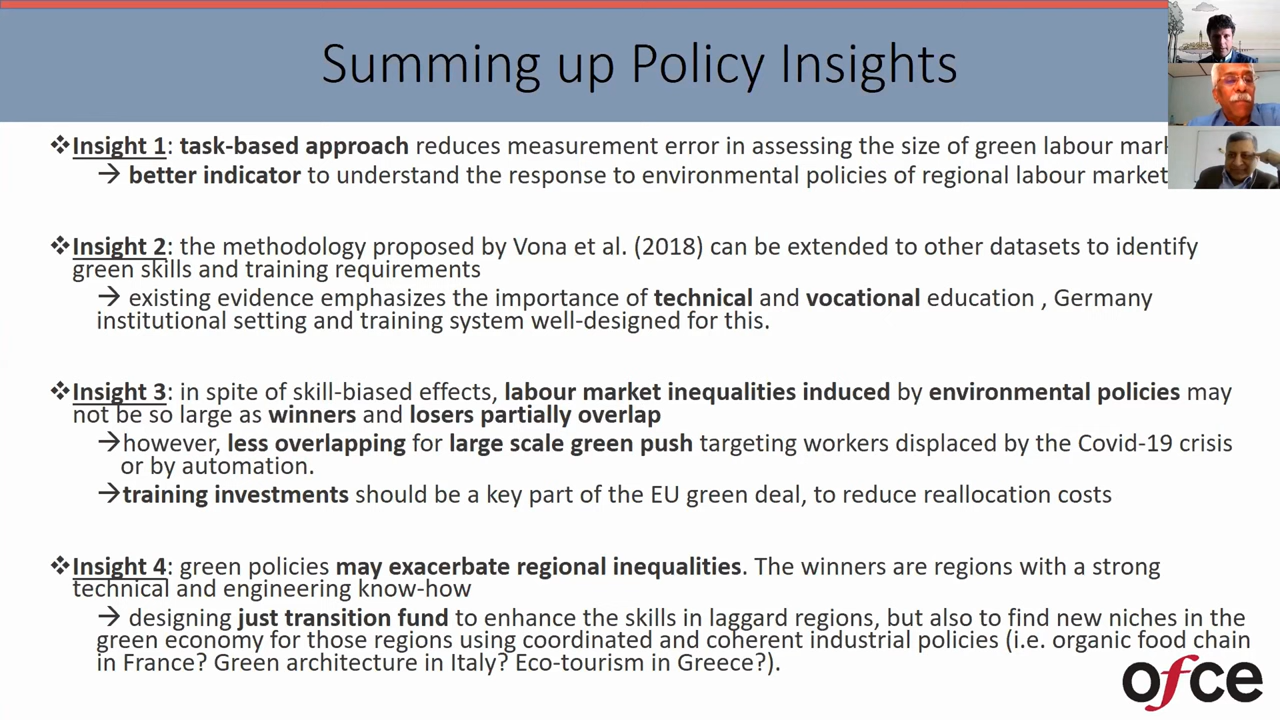 Summing up Policy Insights
❖Insight 1: task-based approach reduces measurement error in assessing the size of green labour
→ better indicator to understand the response to environmental policies of regional labour market
❖Insight 2: the methodology proposed by Vona et al. (2018) can be extended to other datasets to identify
green skills and training requirements
→ existing evidence emphasizes the importance of technical and vocational education , Germany
institutional setting and training system well-designed for this.
❖Insight 3: in spite of skill-biased effects, labour market inequalities induced by environmental policies may
not be so large as winners and losers partially overlap
→however, less overlapping for large scale green push targeting workers displaced by the Covid-19 crisis
or by automation.
→training investments should be a key part of the EU green deal, to reduce reallocation costs
❖Insight 4: green policies may exacerbate regional inequalities. The winners are regions with a strong
technical and engineering know-how
→ designing just transition fund to enhance the skills in laggard regions, but also to find new niches in the
green economy for those regions using coordinated and coherent industrial policies (i.e. organic food chain
in France? Green architecture in Italy? Eco-tourism in Greece?).
ofce